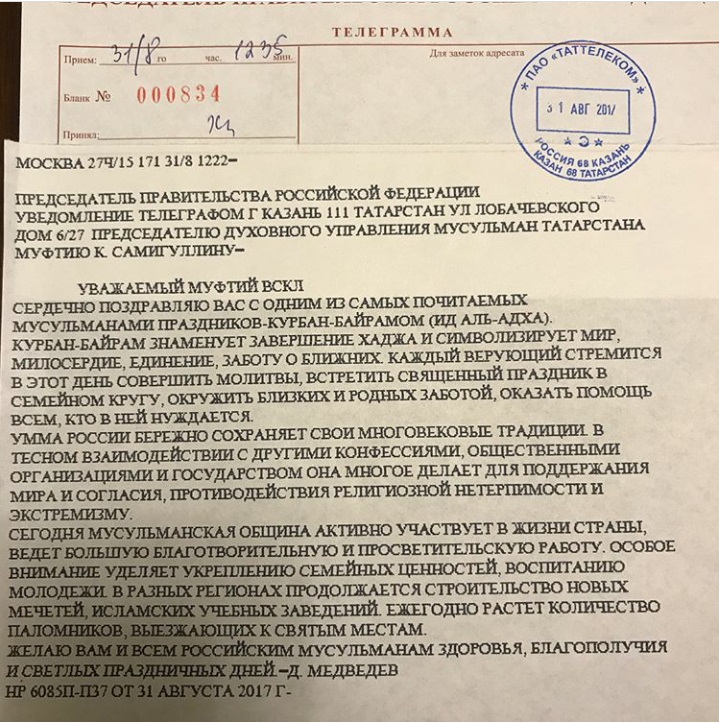 ТЕЛЕГРАММА
Прием: 31/8 го час. 1235 мин.
Для заметок адресата
Бланк № 000834
Принял:
ПАО «ТАТТЕЛЕКОМ»
31 АВГ 2017
Э
РОССИЯ 68 КАЗАНЬ
КАЗАН 68 ТАТАРСТАН
МОСКВА 27Ч/15 171 31/8 1222–
ПРЕДСЕДАТЕЛЬ ПРАВИТЕЛЬСТВА РОССИЙСКОЙ ФЕДЕРАЦИИ
УВЕДОМЛЕНИЕ ТЕЛЕГРАФОМ Г КАЗАНЬ 111 ТАТАРСТАН УЛ ЛОБАЧЕВСКОГО
ДОМ 6/27 ПРЕДСЕДАТЕЛЮ ДУХОВНОГО УПРАВЛЕНИЯ МУСУЛЬМАН ТАТАРСТАНА
МУФТИЮ К. САМИГУЛЛИНУ–
УВАЖАЕМЫЙ МУФТИЙ ВСКЛ
СЕРДЕЧНО ПОЗДРАВЛЯЮ ВАС С ОДНИМ ИЗ САМЫХ ПОЧИТАЕМЫХ
МУСУЛЬМАНАМИ ПРАЗДНИКОВ-КУРБАН-БАЙРАМОМ (ИД АЛЬ-АДХА).
КУРБАН-БАЙРАМ ЗНАМЕНУЕТ ЗАВЕРШЕНИЕ ХАДЖА И СИМВОЛИЗИРУЕТ МИР,
МИЛОСЕРДИЕ, ЕДИНЕНИЕ, ЗАБОТУ О БЛИЖНИХ. КАЖДЫЙ ВЕРУЮЩИЙ СТРЕМИТСЯ
В ЭТОТ ДЕНЬ СОВЕРШИТЬ МОЛИТВЫ, ВСТРЕТИТЬ СВЯЩЕННЫЙ ПРАЗДНИК В
СЕМЕЙНОМ КРУГУ, ОКРУЖИТЬ БЛИЗКИХ И РОДНЫХ ЗАБОТОЙ, ОКАЗАТЬ ПОМОЩЬ
ВСЕМ, КТО В НЕЙ НУЖДАЕТСЯ.
УММА РОССИИ БЕРЕЖНО СОХРАНЯЕТ СВОИ МНОГОВЕКОВЫЕ ТРАДИЦИИ. В
ТЕСНОМ ВЗАИМОДЕЙСТВИИ С ДРУГИМИ КОНФЕССИЯМИ, ОБЩЕСТВЕННЫМИ
ОРГАНИЗАЦИЯМИ И ГОСУДАРСТВОМ ОНА МНОГОЕ ДЕЛАЕТ ДЛЯ ПОДДЕРЖАНИЯ
МИРА И СОГЛАСИЯ, ПРОТИВОДЕЙСТВИЯ РЕЛИГИОЗНОЙ НЕТЕРПИМОСТИ И
ЭКСТРЕМИЗМУ.
СЕГОДНЯ МУСУЛЬМАНСКАЯ ОБЩИНА АКТИВНО УЧАСТВУЕТ В ЖИЗНИ СТРАНЫ,
ВЕДЕТ БОЛЬШУЮ БЛАГОТВОРИТЕЛЬНУЮ И ПРОСВЕТИТЕЛЬСКУЮ РАБОТУ. ОСОБОЕ
ВНИМАНИЕ УДЕЛЯЕТ УКРЕПЛЕНИЮ СЕМЕЙНЫХ ЦЕННОСТЕЙ, ВОСПИТАНИЮ
МОЛОДЕЖИ. В РАЗНЫХ РЕГИОНАХ ПРОДОЛЖАЕТСЯ СТРОИТЕЛЬСТВО НОВЫХ
МЕЧЕТЕЙ, ИСЛАМСКИХ УЧЕБНЫХ ЗАВЕДЕНИЙ. ЕЖЕГОДНО РАСТЕТ КОЛИЧЕСТВО
ПАЛОМНИКОВ, ВЫЕЗЖАЮЩИХ К СВЯТЫМ МЕСТАМ.
ЖЕЛАЮ ВАМ И ВСЕМ РОССИЙСКИМ МУСУЛЬМАНАМ ЗДОРОВЬЯ, БЛАГОПОЛУЧИЯ
И СВЕТЛЫХ ПРАЗДНИЧНЫХ ДНЕЙ.–Д. МЕДВЕДЕВ
НР 6085П-П37 ОТ 31 АВГУСТА 2017 Г-